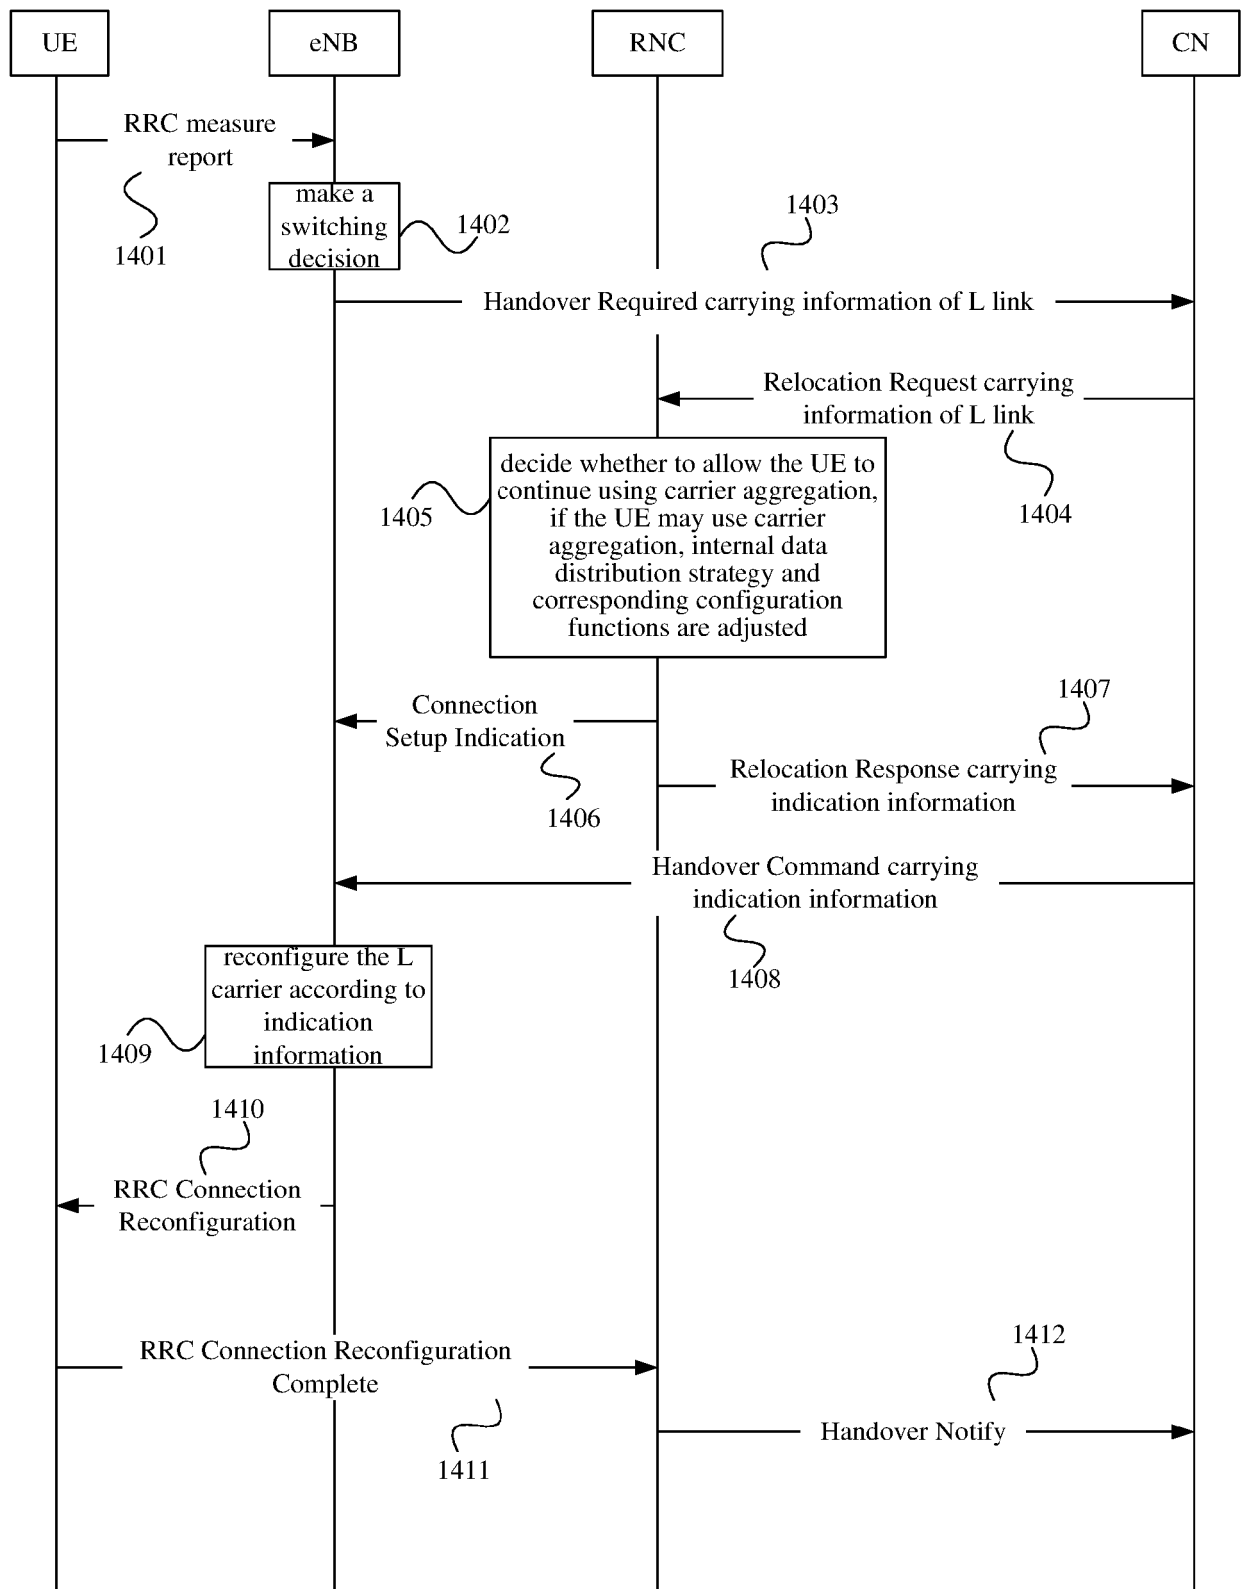 UE
eNB
RNC
CN
RRC measure
report
1401
make a
switching
decision
1402
1403
Handover Required carrying information of L link
Relocation Request carrying
information of L link
1404
decide whether to allow the UE to
continue using carrier aggregation,
if the UE may use carrier
aggregation, internal data
distribution strategy and
corresponding configuration
functions are adjusted
1405
Connection
Setup Indication
1406
1407
Relocation Response carrying
indication information
Handover Command carrying
indication information
1408
reconfigure the L
carrier according to
indication
information
1409
1410
RRC Connection
Reconfiguration
RRC Connection Reconfiguration
Complete
1411
1412
Handover Notify